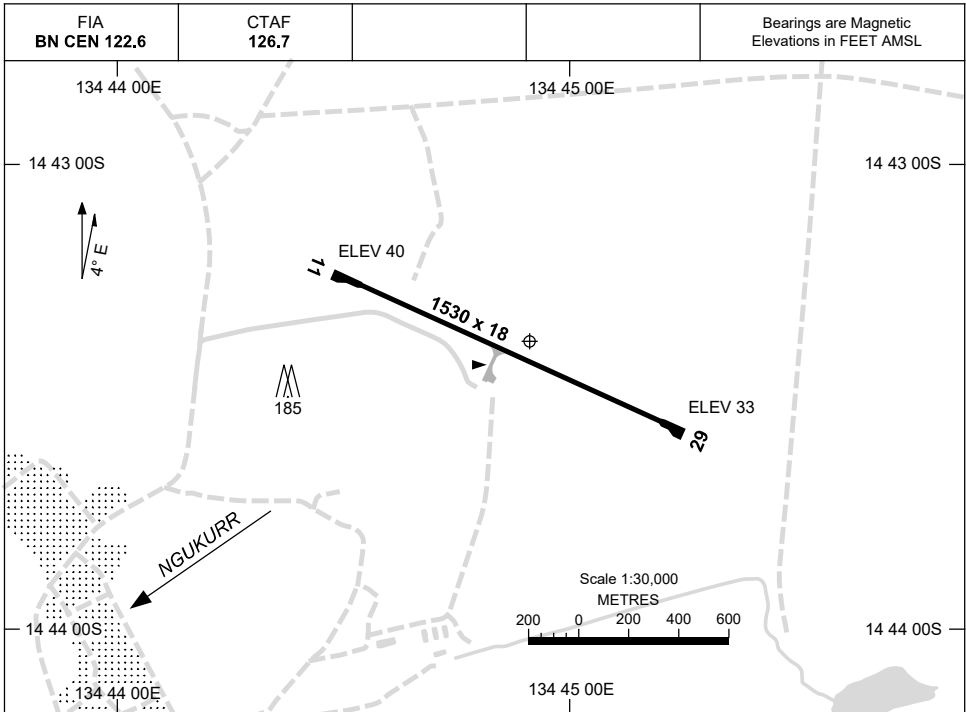 FIA
BN CEN 122.6
CTAF
126.7
Bearings are Magnetic
Elevations in FEET AMSL
134 44 00E
134 45 00E
14 43 00S
14 43 00S
4° E
11
ELEV 40
1530 x 18
185
ELEV 33
29
NGUKURR
Scale 1:30,000
METRES
200 0 200 400 600
14 44 00S
14 44 00S
134 44 00E
134 45 00E